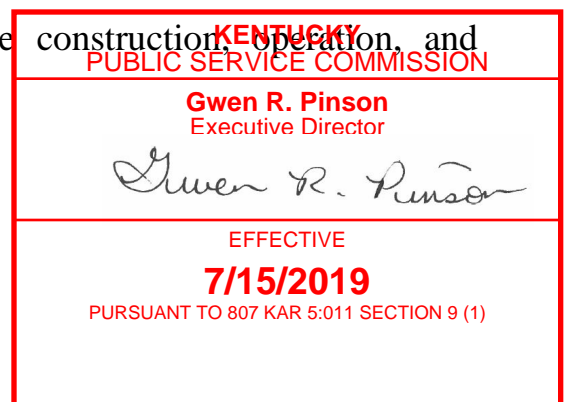 e construction, operation, and
KENTUCKY
PUBLIC SERVICE COMMISSION
Gwen R. Pinson
Executive Director
Gwen R. Pinson
EFFECTIVE
7/15/2019
PURSUANT TO 807 KAR 5:011 SECTION 9 (1)